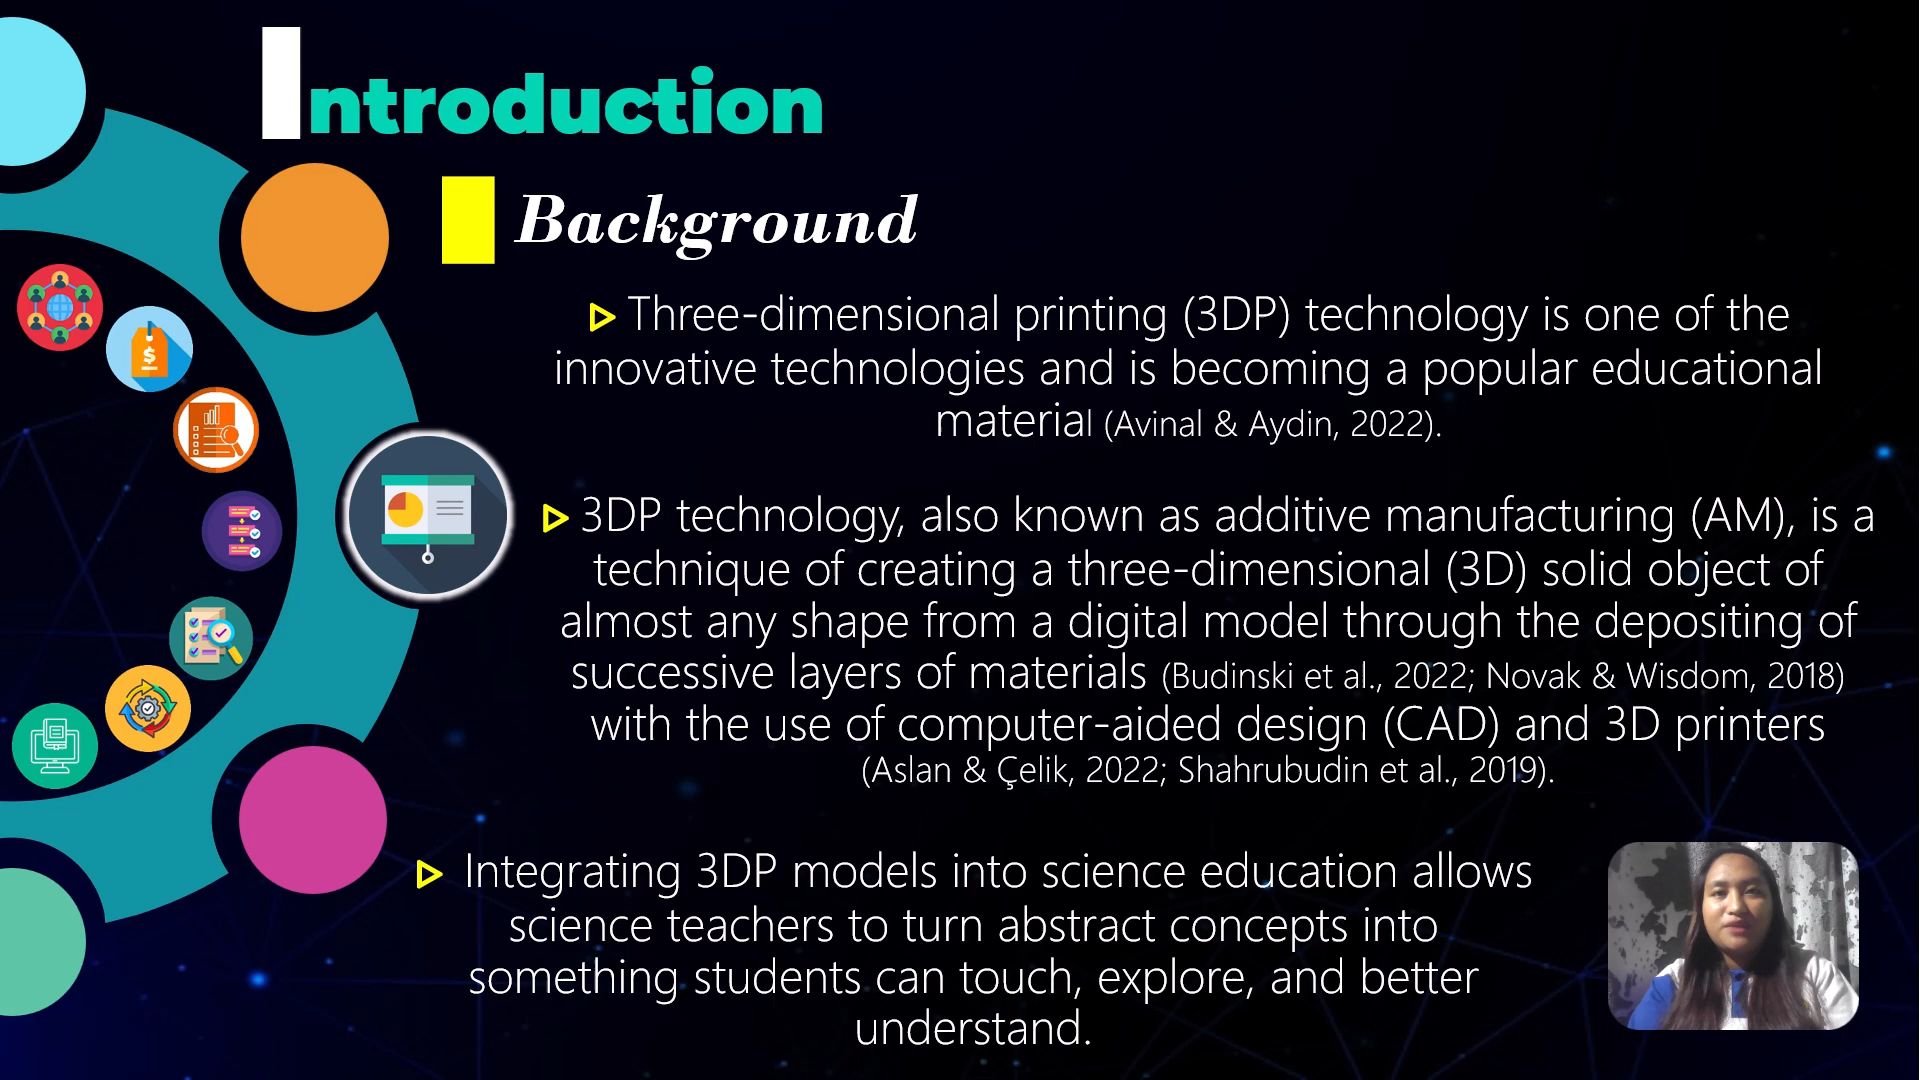 Introduction
Background
Three-dimensional printing (3DP) technology is one of the
innovative technologies and is becoming a popular educational
material (Avinal & Aydin, 2022).
3DP technology, also known as additive manufacturing (AM), is a
technique of creating a three-dimensional (3D) solid object of
almost any shape from a digital model through the depositing of
successive layers of materials (Budinski et al., 2022; Novak & Wisdom, 2018)
with the use of computer-aided design (CAD) and 3D printers
(Aslan & Çelik, 2022; Shahrubudin et al., 2019).
Integrating 3DP models into science education allows
science teachers to turn abstract concepts into
something students can touch, explore, and better
understand.